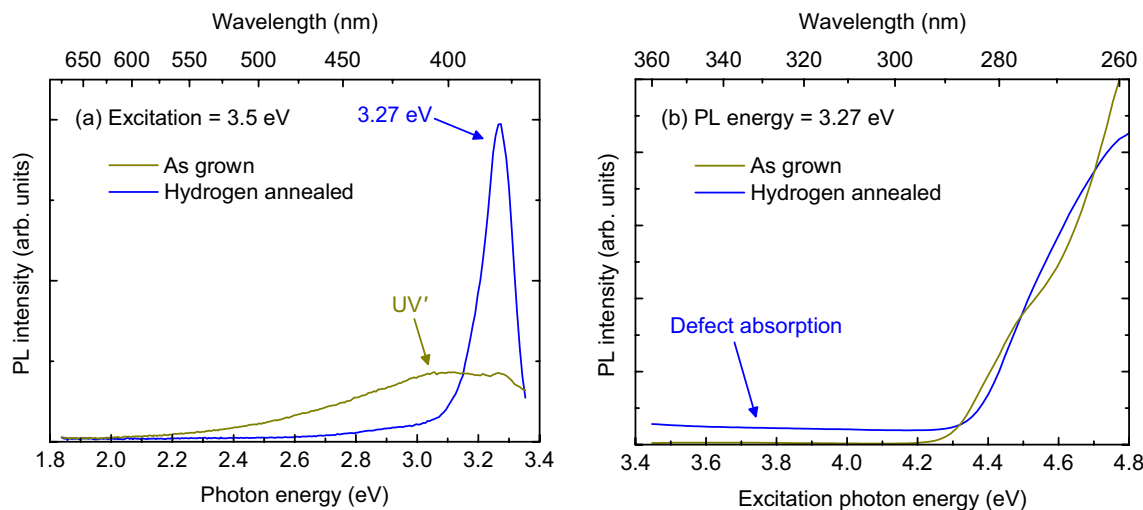 Wavelength (nm)
650 600 550 500 450 400
(a) Excitation = 3.5 eV
3.27 eV
As grown
Hydrogen annealed
UV′
PL intensity (arb. units)
1.8 2.0 2.2 2.4 2.6 2.8 3.0 3.2 3.4
Photon energy (eV)
Wavelength (nm)
360 340 330 320 310 300 290 280 270 260
(b) PL energy = 3.27 eV
As grown
Hydrogen annealed
Defect absorption
PL intensity (arb. units)
3.4 3.6 3.8 4.0 4.2 4.4 4.6 4.8
Excitation photon energy (eV)